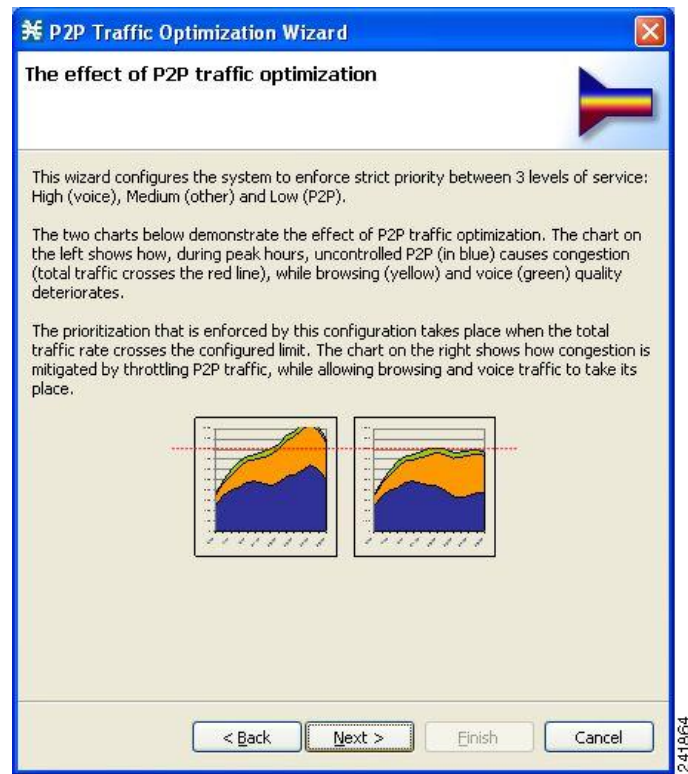 P2P Traffic Optimization Wizard
The effect of P2P traffic optimization
This wizard configures the system to enforce strict priority between 3 levels of service:
High (voice), Medium (other) and Low (P2P).
The two charts below demonstrate the effect of P2P traffic optimization. The chart on
the left shows how, during peak hours, uncontrolled P2P (in blue) causes congestion
(total traffic crosses the red line), while browsing (yellow) and voice (green) quality
deteriorates.
The prioritization that is enforced by this configuration takes place when the total
traffic rate crosses the configured limit. The chart on the right shows how congestion is
mitigated by throttling P2P traffic, while allowing browsing and voice traffic to take its
place.
< Back
Next >
Finish
Cancel
241964